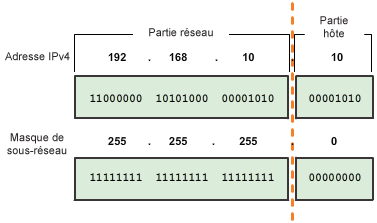 Partie réseau
Partie
hôte
Adresse IPv4 192 . 168 . 10 . 10
11000000 10101000 00001010 00001010
Masque de
sous-réseau
255 . 255 . 255 . 0
11111111 11111111 11111111 00000000